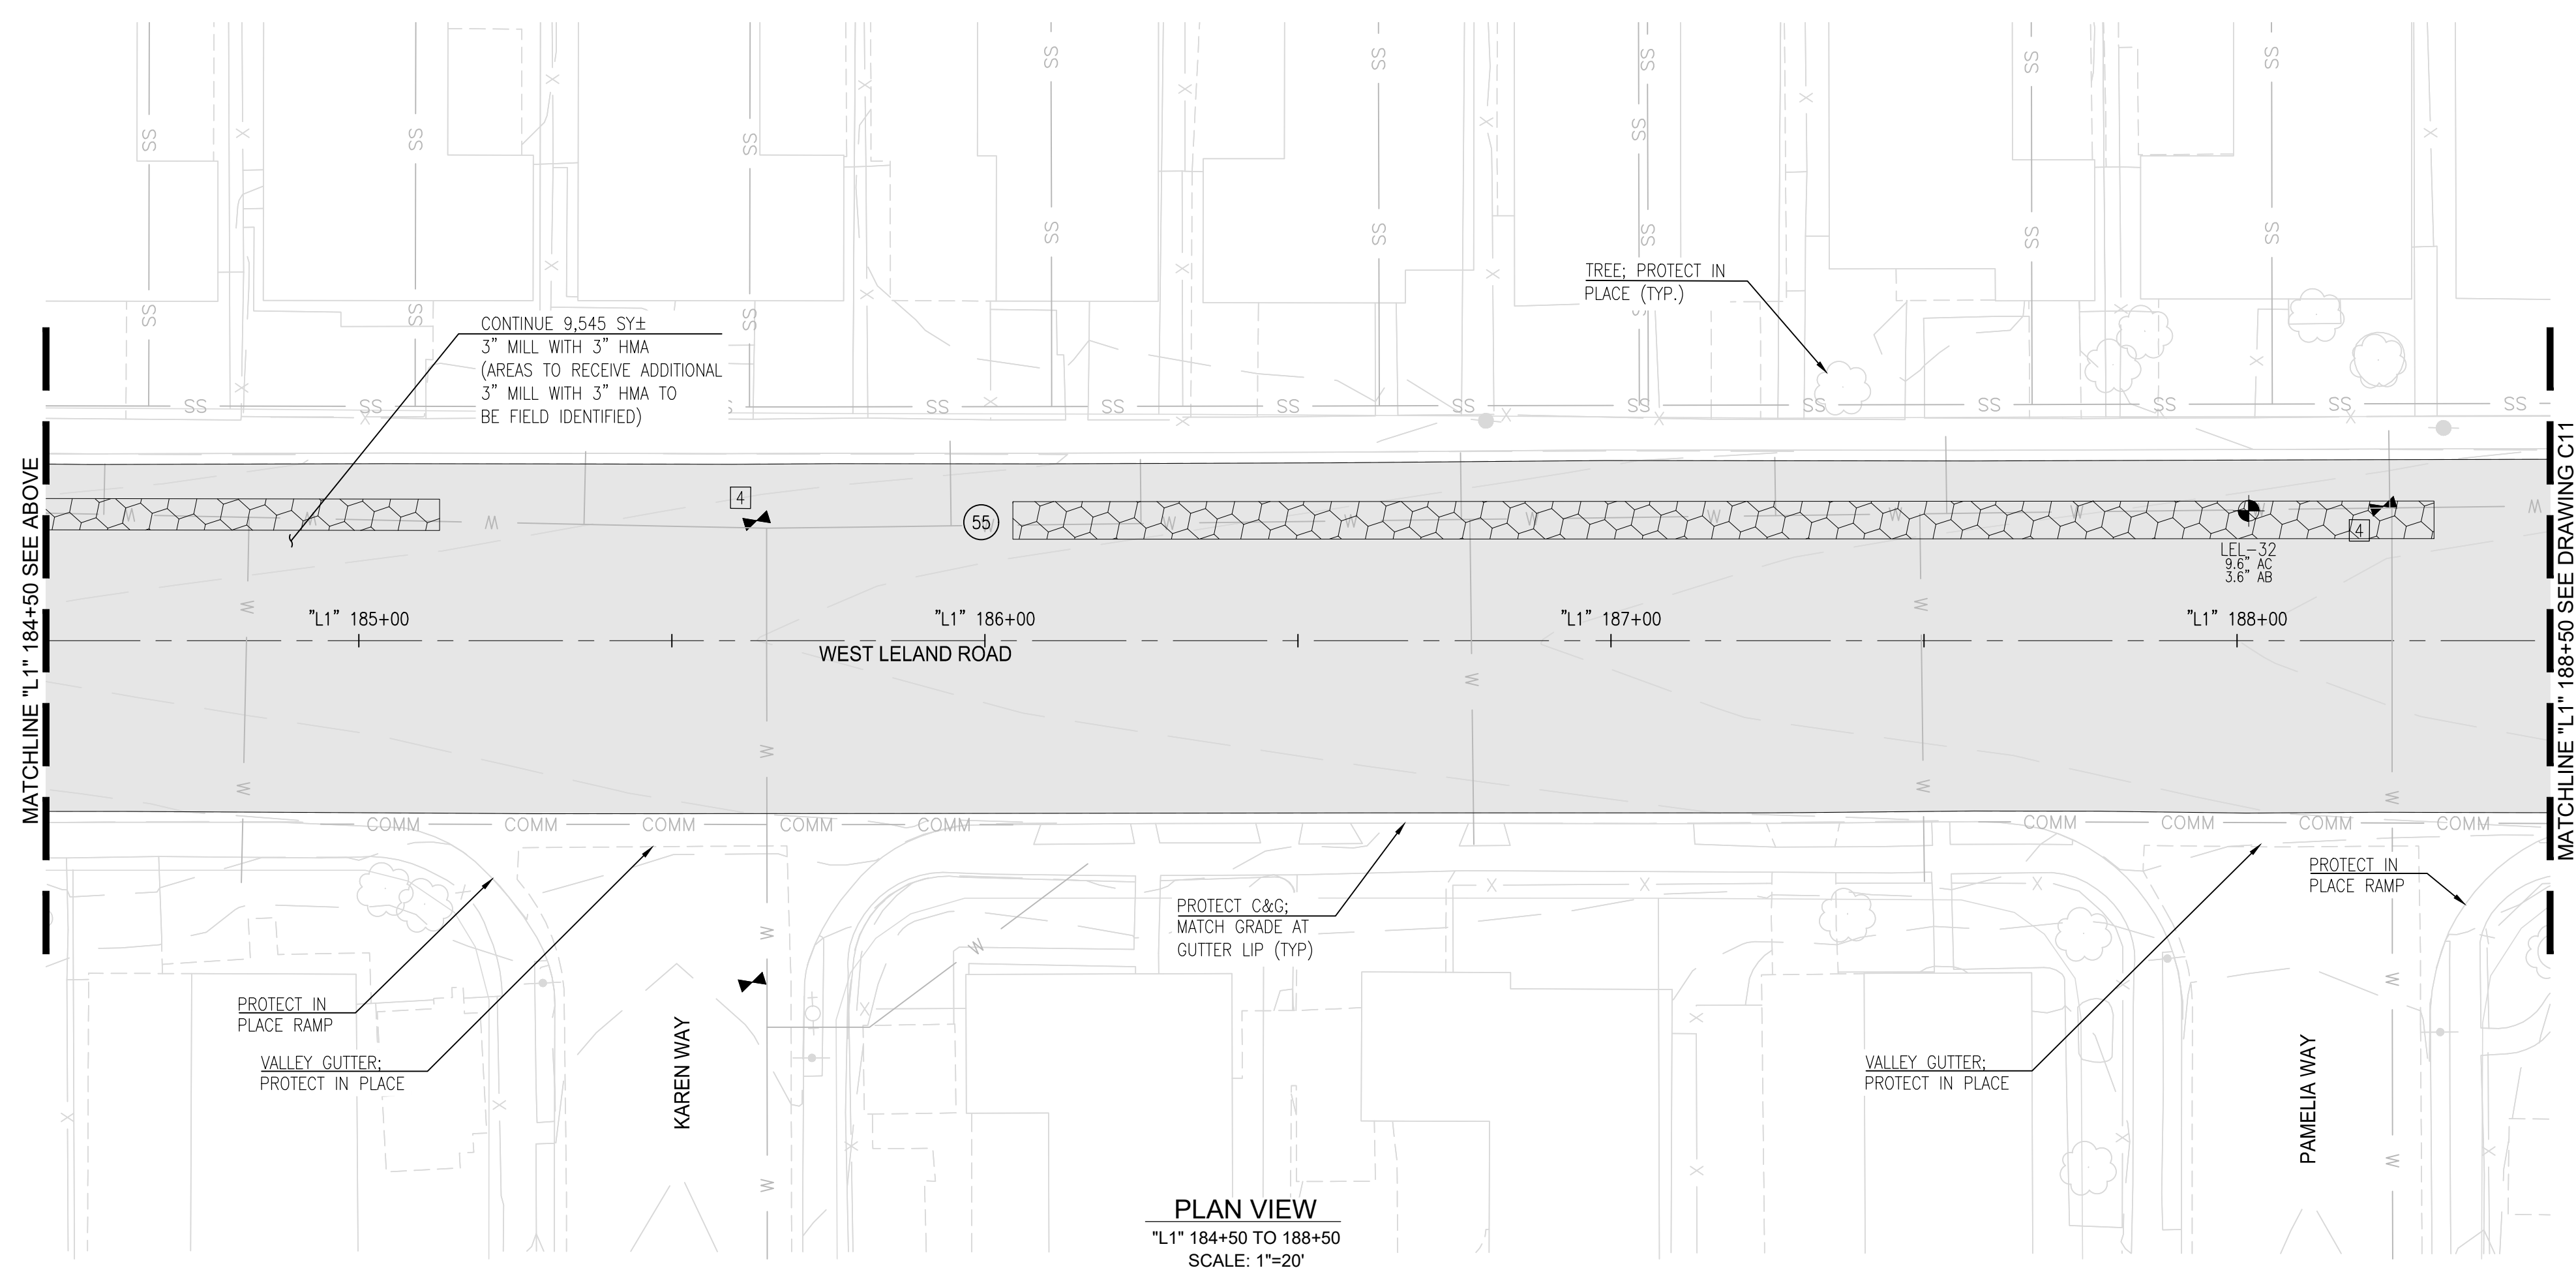 TREE; PROTECT IN
PLACE (TYP.)
CONTINUE 9,545 SY±
3" MILL WITH 3" HMA
(AREAS TO RECEIVE ADDITIONAL
3" MILL WITH 3" HMA TO
BE FIELD IDENTIFIED)
SS SS SS SS SS SS SS SS SS SS
SS SS SS SS SS SS SS SS
SS SS SS
SS SS SS SS SS SS SS SS SS SS SS SS SS
MATCHLINE "L1" 184+50 SEE ABOVE
MATCHLINE "L1" 188+50 SEE DRAWING C11
4
55
4
LEL-32
9.6" AC
3.6" AB
"L1" 185+00
"L1" 186+00
"L1" 187+00
"L1" 188+00
WEST LELAND ROAD
W W W W W W W W W W
COMM COMM COMM COMM COMM
COMM COMM COMM COMM
PROTECT IN
PLACE RAMP
VALLEY GUTTER;
PROTECT IN PLACE
KAREN WAY
PROTECT C&G;
MATCH GRADE AT
GUTTER LIP (TYP)
VALLEY GUTTER;
PROTECT IN PLACE
PROTECT IN
PLACE RAMP
PAMELIA WAY
PLAN VIEW
"L1" 184+50 TO 188+50
SCALE: 1"=20'